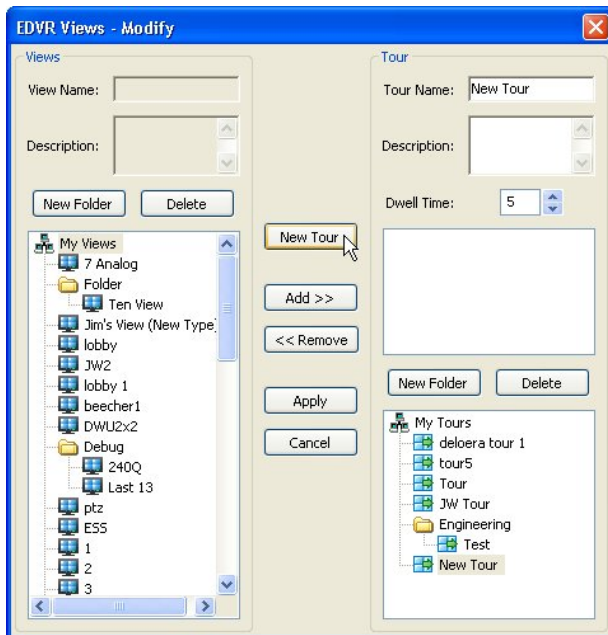 EDVR Views - Modify
Views
View Name:
Description:
New Folder
Delete
My Views
7 Analog
Folder
Ten View
Jim's View (New Type)
lobby
JW2
lobby 1
beecher1
DWU2x2
Debug
240Q
Last 13
ptz
ESS
1
2
3
New Tour
Add >>
<< Remove
Apply
Cancel
Tour
Tour Name: New Tour
Description:
Dwell Time: 5
New Folder
Delete
My Tours
deloera tour 1
tour5
Tour
JW Tour
Engineering
Test
New Tour